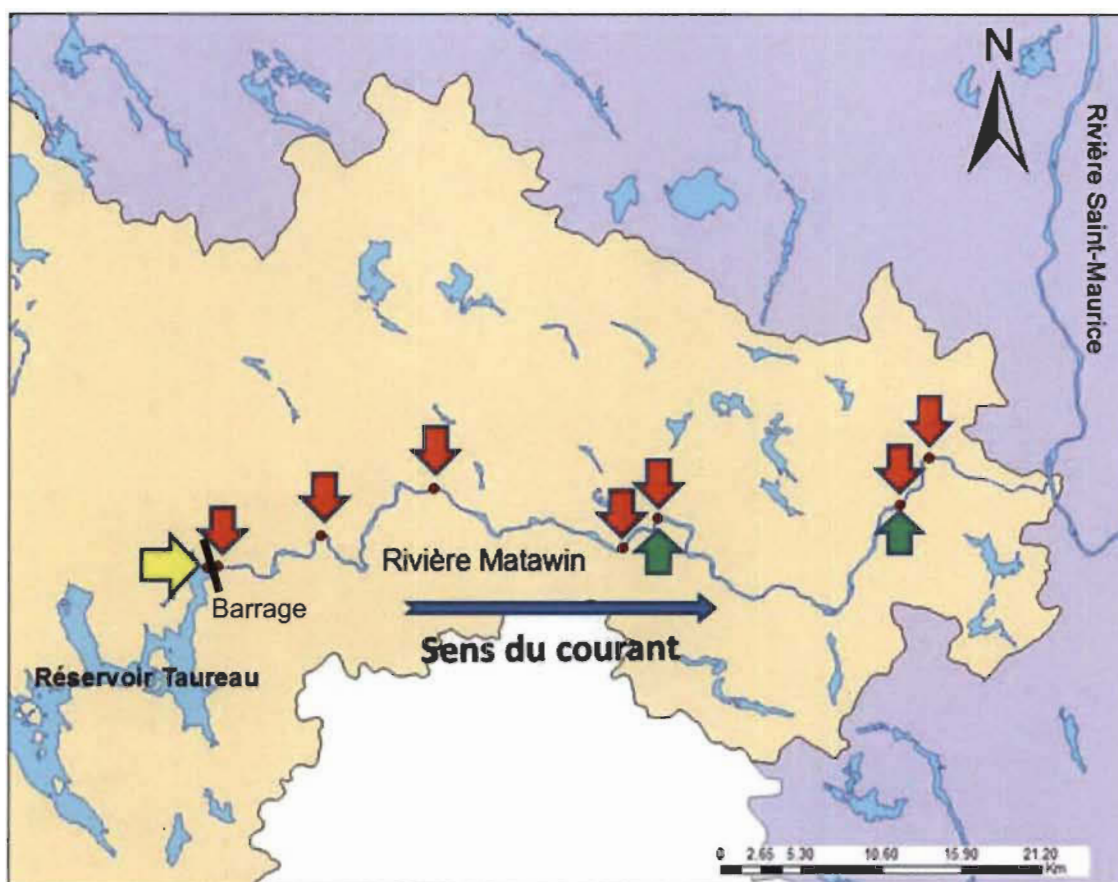 N
Rivière Saint-Maurice
Rivière Matawin
Barrage
Sens du courant
Réservoir Taureau
0 2.65 5.30 10.60 15.90 21.20
Km